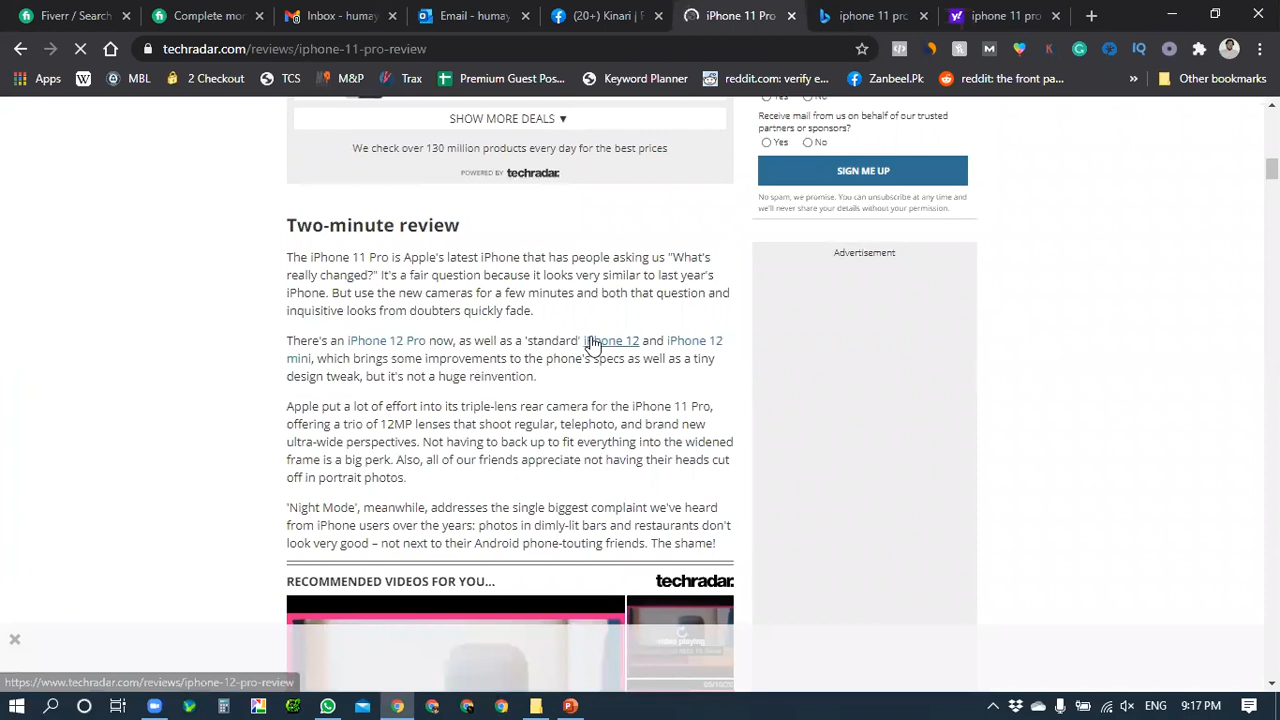 Fiverr / Searc
Fiverr / Search
Inbox - mianf
Email - numa
(20+) Kinari | F
iPhone 11 Pro
iphone 11 pro
iphone 11 pro
techradar.com/reviews/iphone-11-pro-review
Apps
MBL
2 Checkout
TCS
M&P
Trax
Premium Guest Pos...
Keyword Planner
reddit.com: verify e...
Zanbeel.Pk
reddit: the front pa...
»
Other bookmarks
SHOW MORE DEALS ▼
We check over 130 million products every day for the best prices
POWERED BY techradar.
Two-minute review
The iPhone 11 Pro is Apple's latest iPhone that has people asking us "What's
really changed?" It's a fair question because it looks very similar to last year's
iPhone. But use the new cameras for a few minutes and both that question and
inquisitive looks from doubters quickly fade.
There's an iPhone 12 Pro now, as well as a 'standard' iPhone 12 and iPhone 12
mini, which brings some improvements to the phone's specs as well as a tiny
design tweak, but it's not a huge reinvention.
Apple put a lot of effort into its triple-lens rear camera for the iPhone 11 Pro,
offering a trio of 12MP lenses that shoot regular, telephoto, and brand new
ultra-wide perspectives. Not having to back up to fit everything into the widened
frame is a big perk. Also, all of our friends appreciate not having their heads cut
off in portrait photos.
'Night Mode', meanwhile, addresses the single biggest complaint we've heard
from iPhone users over the years: photos in dimly-lit bars and restaurants don't
look very good – not next to their Android phone-touting friends. The shame!
RECOMMENDED VIDEOS FOR YOU...
techradar.
Yes No
Receive mail from us on behalf of our trusted
partners or sponsors?
Yes No
SIGN ME UP
No spam, we promise. You can unsubscribe at any time and
we'll never share your details without your permission.
Advertisement
https://www.techradar.com/reviews/iphone-12-pro-review
ENG
9:17 PM